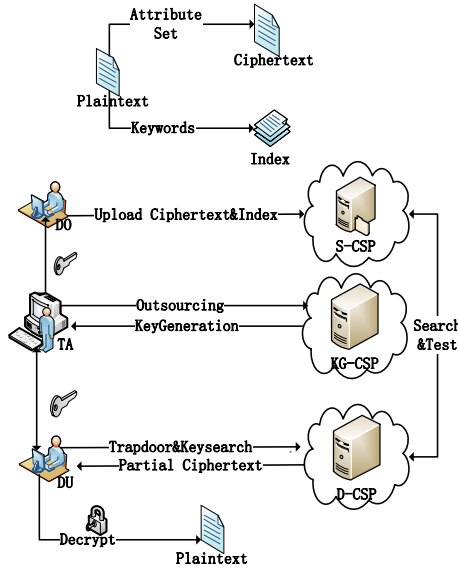 Attribute
Set
Ciphertext
Plaintext
Keywords
Index
DO
Upload Ciphertext&Index
S-CSP
Outsourcing
KeyGeneration
TA
KG-CSP
Search
&Test
Trapdoor&Keysearch
Partial Ciphertext
DU
D-CSP
Decrypt
Plaintext